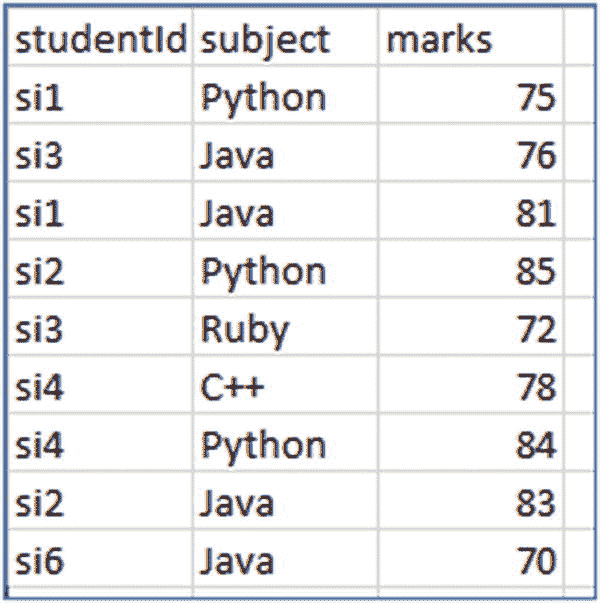 studentId subject marks
si1 Python 75
si3 Java 76
si1 Java 81
si2 Python 85
si3 Ruby 72
si4 C++ 78
si4 Python 84
si2 Java 83
si6 Java 70